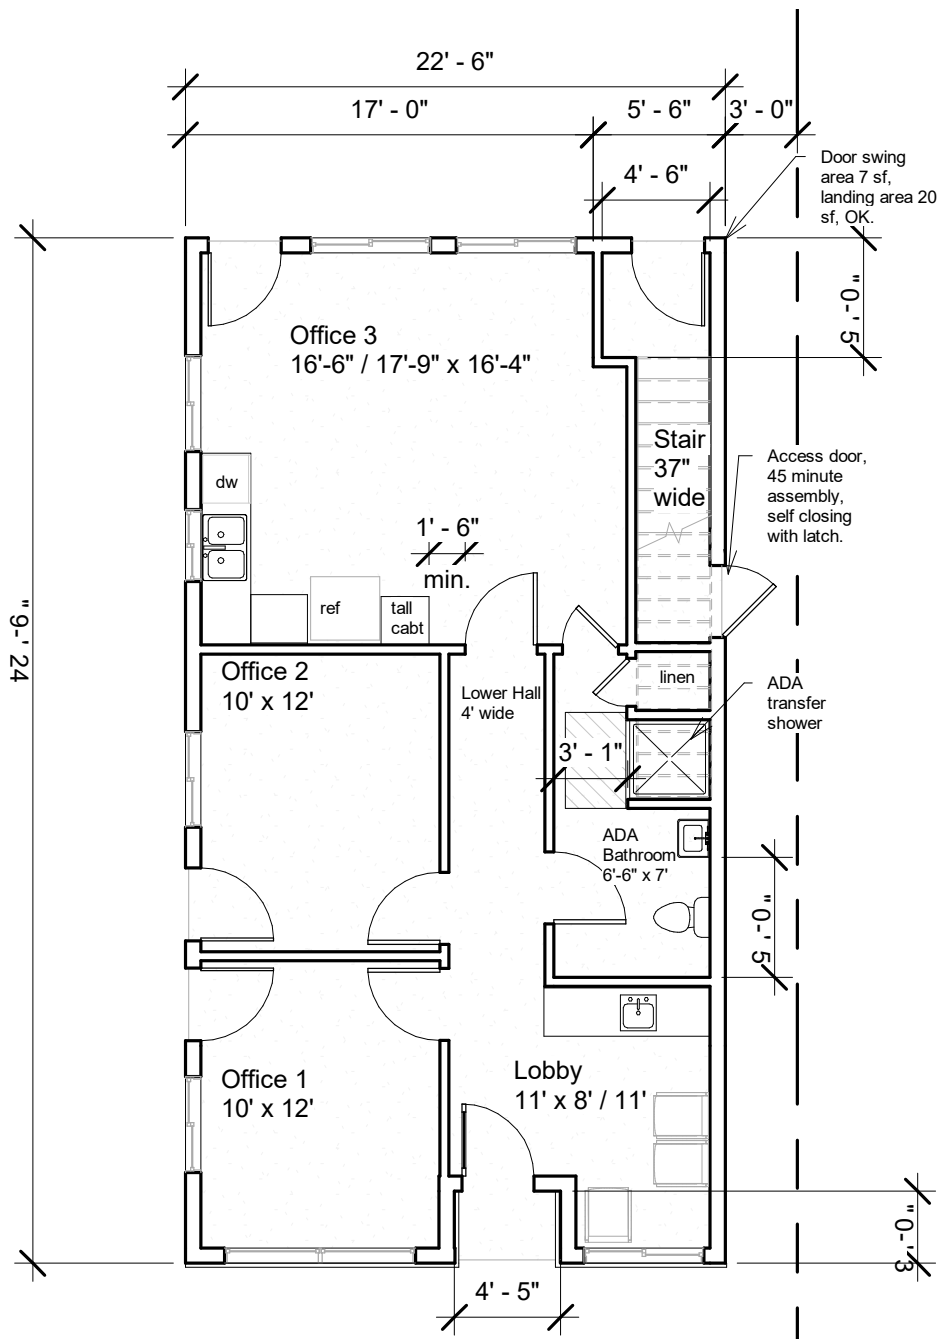 22' - 6"
17' - 0"
5' - 6"
3' - 0"
4' - 6"
Door swing
area 7 sf,
landing area 20
sf, OK.
5' - 0"
Office 3
16'-6" / 17'-9" x 16'-4"
Stair
37"
wide
Access door,
45 minute
assembly,
self closing
with latch.
dw
1' - 6"
min.
ref
tall
cabt
42' - 9"
Office 2
10' x 12'
Lower Hall
4' wide
linen
ADA
transfer
shower
3' - 1"
ADA
Bathroom
6'-6" x 7'
5' - 0"
Office 1
10' x 12'
Lobby
11' x 8' / 11'
3' - 0"
4' - 5"